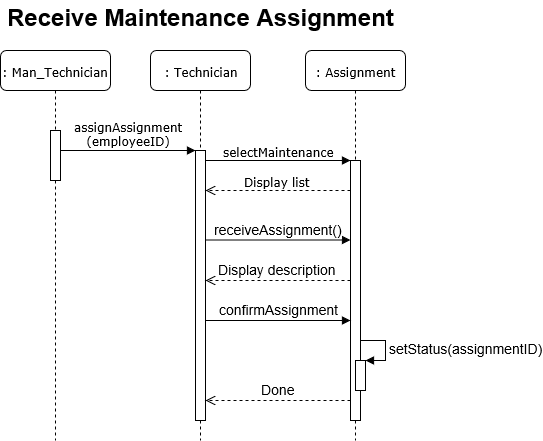 Receive Maintenance Assignment
: Man_Technician
: Technician
: Assignment
assignAssignment
(employeeID)
selectMaintenance
Display list
receiveAssignment()
Display description
confirmAssignment
setStatus(assignmentID)
Done